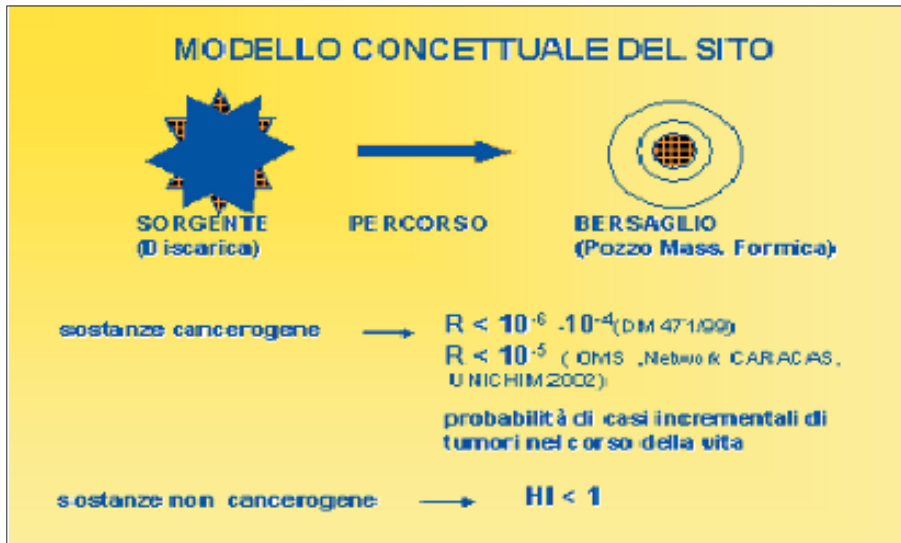 MODELLO CONCETTUALE DEL SITO
SORGENTE
(Discarica)
PERCORSO
BERSAGLIO
(Pozzo Mass. Formica)
sostanze cancerogene
R < 10-6 -10-4(DM 471/99)
R < 10-5 ( OMS ,Network CARACAS,
UNICHIM2002)
probabilità di casi incrementali di
tumori nel corso della vita
sostanze non cancerogene
HI < 1